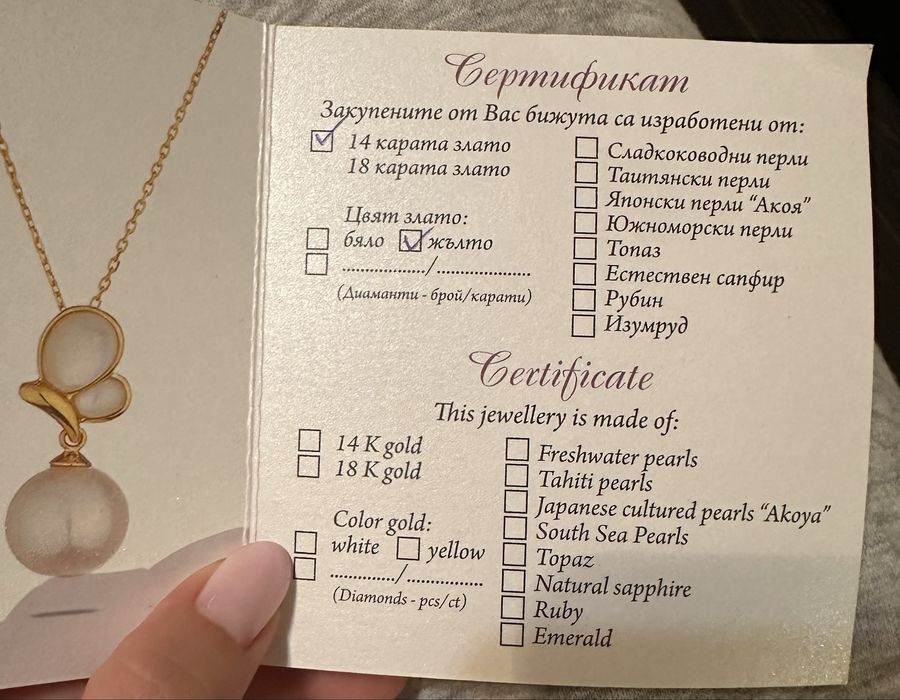 Сертификат
Закупените от Вас бижута са изработени от:
14 карата злато
18 карата злато
Цвят злато:
бяло жълто
................./...................
(Диаманти - брой/карати)
Сладкоководни перли
Таитянски перли
Японски перли “Акоя”
Южноморски перли
Топаз
Естествен сапфир
Рубин
Изумруд
Certificate
This jewellery is made of:
14 K gold
18 K gold
Color gold:
white yellow
............./...............
(Diamonds - pcs/ct)
Freshwater pearls
Tahiti pearls
Japanese cultured pearls “Akoya”
South Sea Pearls
Topaz
Natural sapphire
Ruby
Emerald